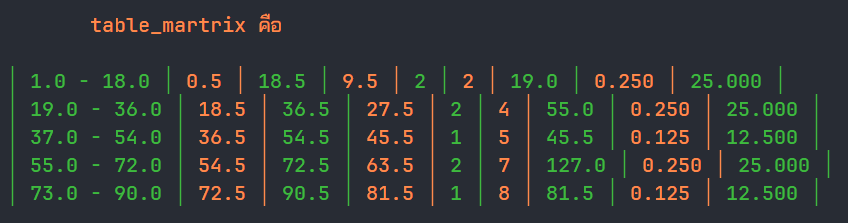 table_martrix คือ
| 1.0 - 18.0 | 0.5 | 18.5 | 9.5 | 2 | 2 | 19.0 | 0.250 | 25.000 |
| 19.0 - 36.0 | 18.5 | 36.5 | 27.5 | 2 | 4 | 55.0 | 0.250 | 25.000 |
| 37.0 - 54.0 | 36.5 | 54.5 | 45.5 | 1 | 5 | 45.5 | 0.125 | 12.500 |
| 55.0 - 72.0 | 54.5 | 72.5 | 63.5 | 2 | 7 | 127.0 | 0.250 | 25.000 |
| 73.0 - 90.0 | 72.5 | 90.5 | 81.5 | 1 | 8 | 81.5 | 0.125 | 12.500 |